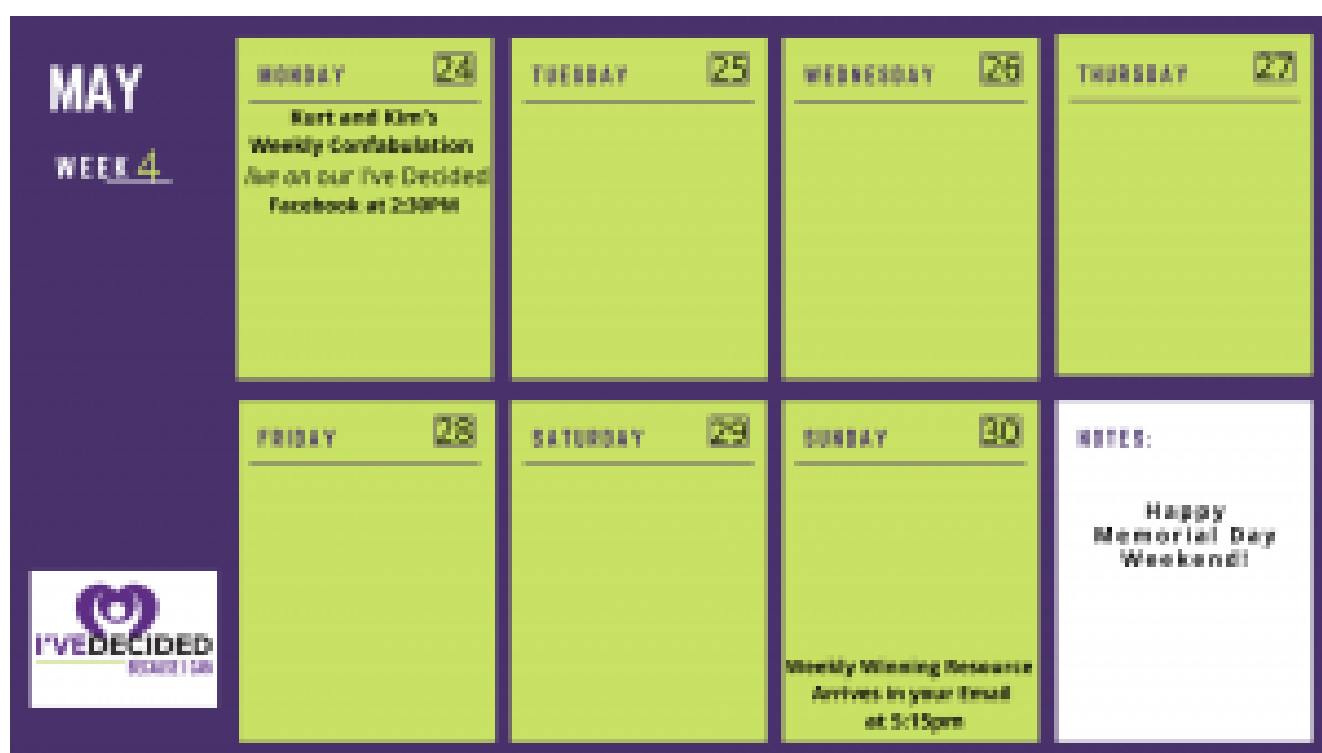 MAY
WEEK 4
MONDAY 24
Kurt and Kim's
Weekly Confabulation
live on our I've Decided
Facebook at 2:30PM
TUESDAY 25
WEDNESDAY 26
THURSDAY 27
FRIDAY 28
SATURDAY 29
SUNDAY 30
Weekly Winning Resource
Arrives in your Email
at 5:15pm
NOTES:
Happy
Memorial Day
Weekend!
I'VE DECIDED
BECAUSE I CAN